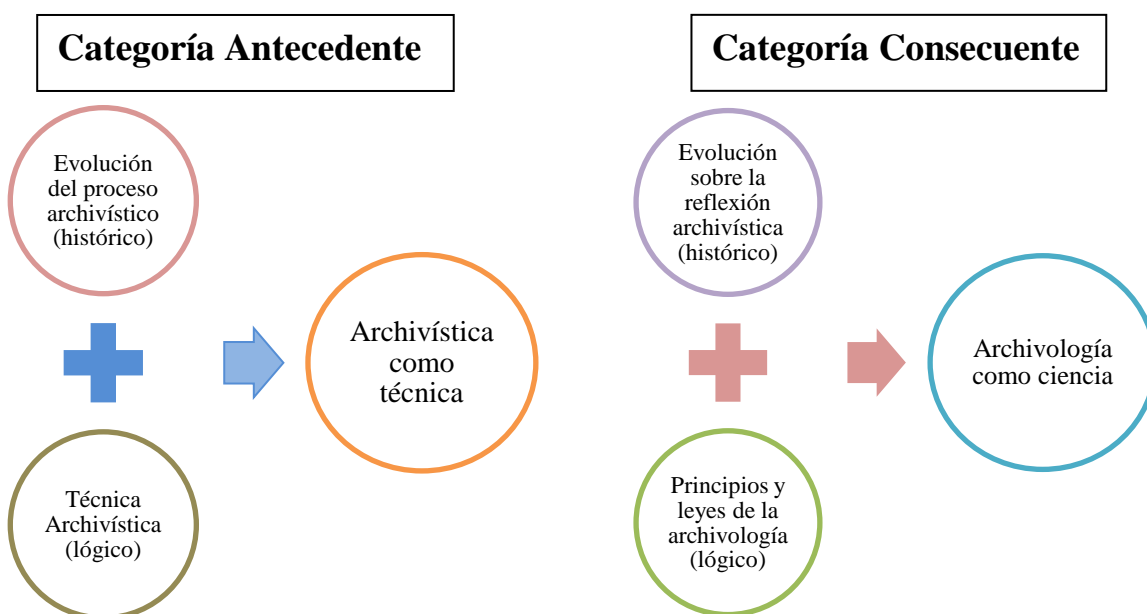 Categoría Antecedente
Evolución
del proceso
archivístico
(histórico)
Técnica
Archivística
(lógico)
Archivística
como
técnica
Categoría Consecuente
Evolución
sobre la
reflexión
archivística
(histórico)
Principios y
leyes de la
archivología
(lógico)
Archivología
como ciencia